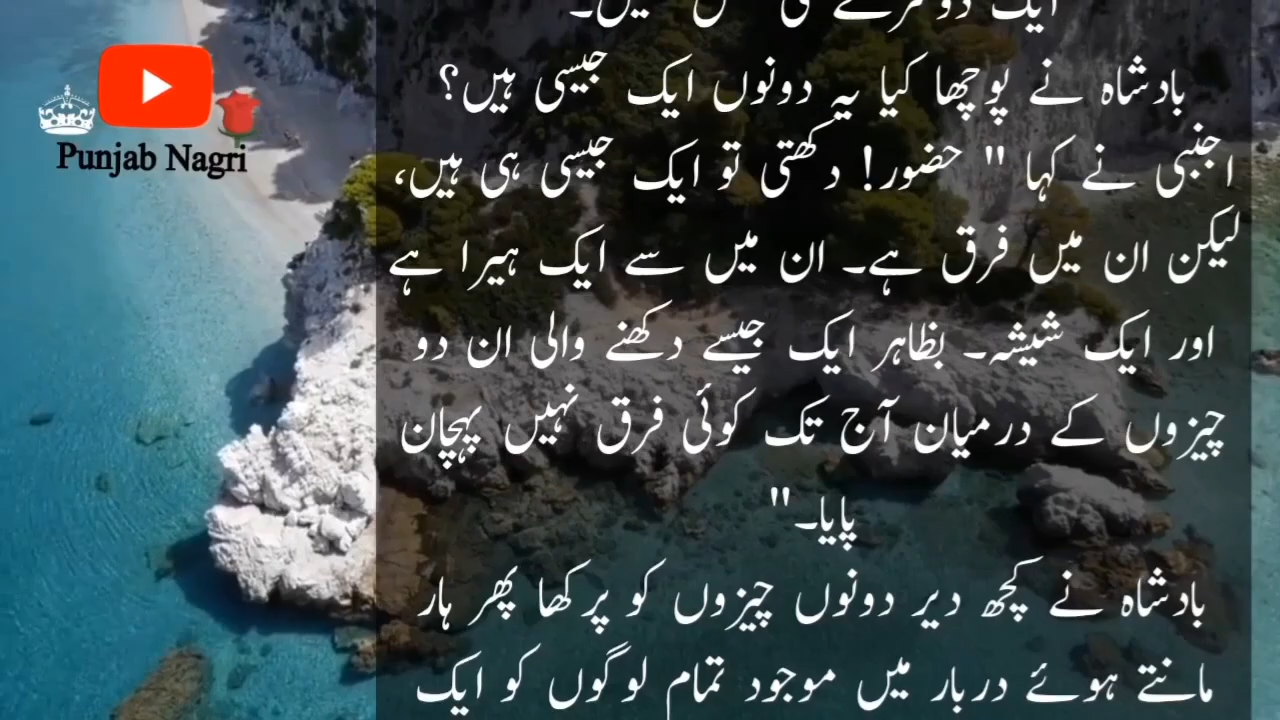 Punjab Nagri
ایک
بادشاہ نے پوچھا کیا یہ دونوں ایک جیسی ہیں؟
اجنبی نے کہا " حضور! دکھتی تو ایک جیسی ہی ہیں،
لیکن ان میں فرق ہے۔ ان میں سے ایک ہیرا ہے
اور ایک شیشہ۔ بظاہر ایک جیسے دکھنے والی ان دو
چیزوں کے درمیان آج تک کوئی فرق نہیں پہچان
پایا۔"
بادشاہ نے کچھ دیر دونوں چیزوں کو پرکھا پھر ہار
مانتے ہوئے دربار میں موجود تمام لوگوں کو ایک